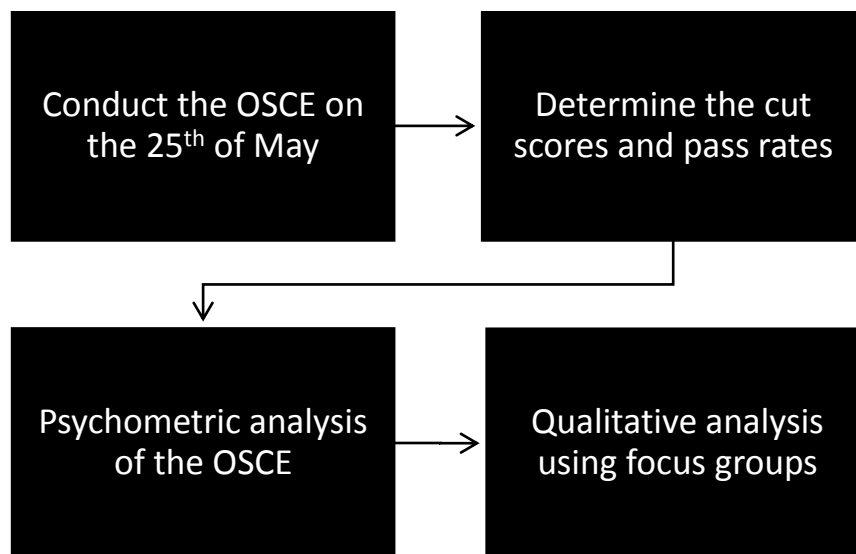 Conduct the OSCE on
the 25th of May
Determine the cut
scores and pass rates
Psychometric analysis
of the OSCE
Qualitative analysis
using focus groups